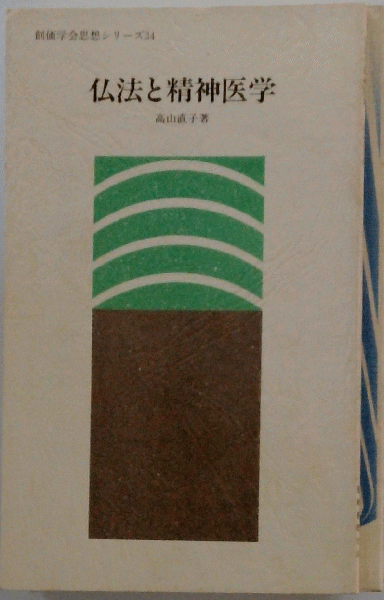 創価学会思想シリーズ34
仏法と精神医学
高山直子著